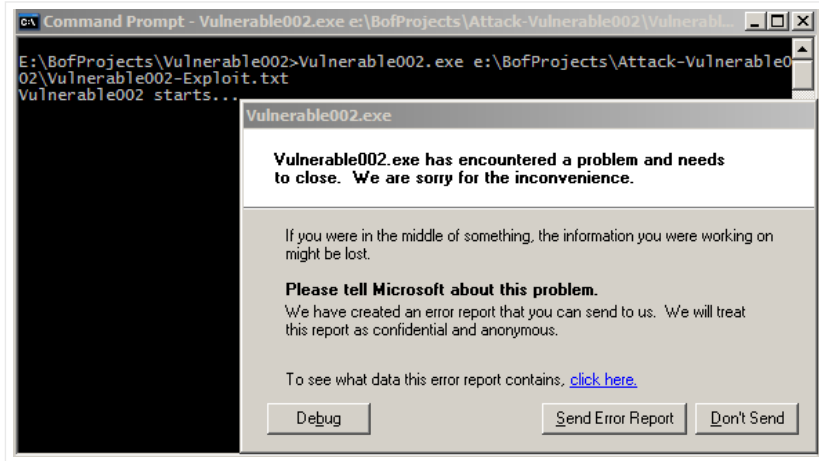 Command Prompt - Vulnerable002.exe e:\BofProjects\Attack-Vulnerable002\Vulnerabl...
E:\BofProjects\Vulnerable002>Vulnerable002.exe e:\BofProjects\Attack-Vulnerable0
02\Vulnerable002-Exploit.txt
Vulnerable002 starts...
Vulnerable002.exe
Vulnerable002.exe has encountered a problem and needs
to close. We are sorry for the inconvenience.
If you were in the middle of something, the information you were working on
might be lost.
Please tell Microsoft about this problem.
We have created an error report that you can send to us. We will treat
this report as confidential and anonymous.
To see what data this error report contains, click here.
Debug
Send Error Report
Don't Send